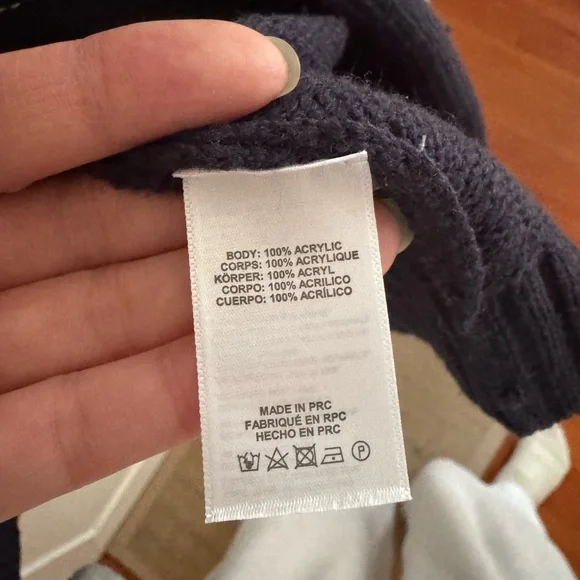 BODY: 100% ACRYLIC
CORPS: 100% ACRYLIQUE
KÖRPER: 100% ACRYL
CORPO: 100% ACRILICO
CUERPO: 100% ACRÍLICO
MADE IN PRC
FABRIQUÉ EN RPC
HECHO EN PRC
P